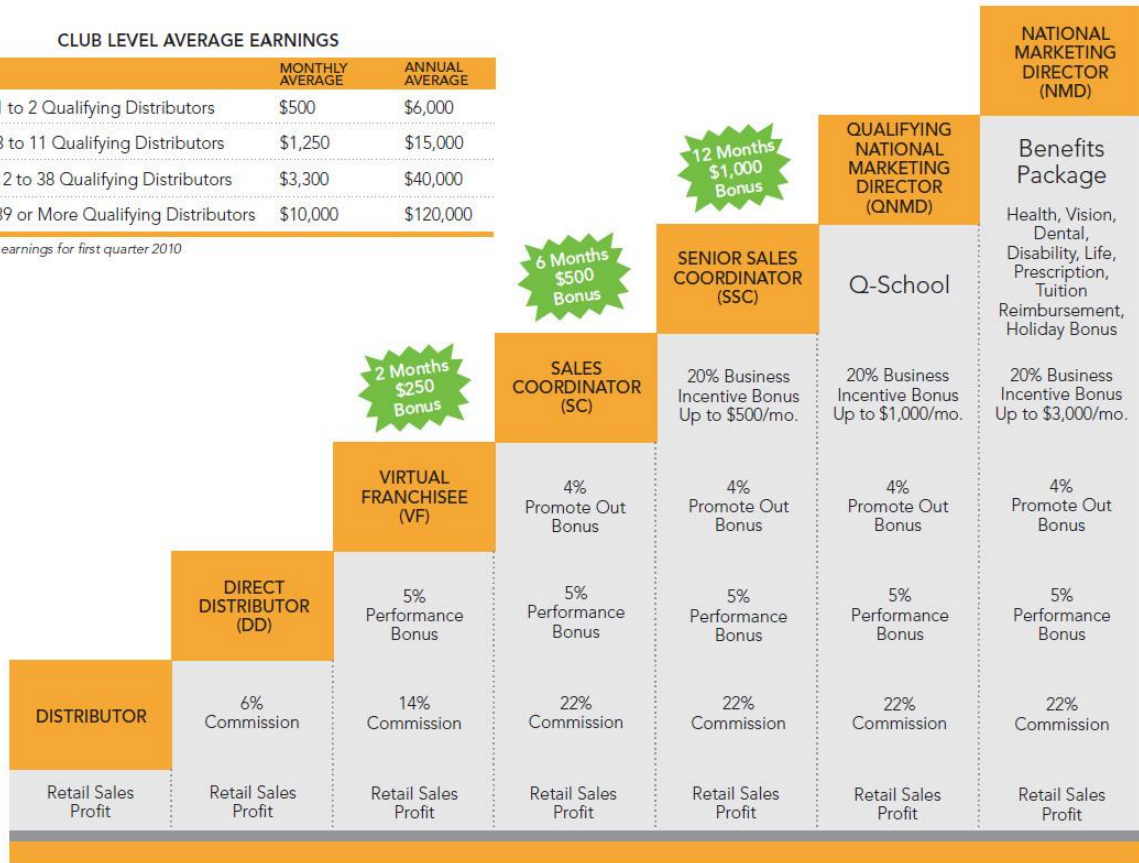 CLUB LEVEL AVERAGE EARNINGS
MONTHLY AVERAGE ANNUAL AVERAGE
to 2 Qualifying Distributors $500 $6,000
to 11 Qualifying Distributors $1,250 $15,000
2 to 38 Qualifying Distributors $3,300 $40,000
39 or More Qualifying Distributors $10,000 $120,000
earnings for first quarter 2010
NATIONAL
MARKETING
DIRECTOR
(NMD)
12 Months
$1,000
Bonus
QUALIFYING
NATIONAL
MARKETING
DIRECTOR
(QNMD)
Benefits
Package
Health, Vision,
Dental,
Disability, Life,
Prescription,
Tuition
Reimbursement,
Holiday Bonus
6 Months
$500
Bonus
SENIOR SALES
COORDINATOR
(SSC)
Q-School
2 Months
$250
Bonus
SALES
COORDINATOR
(SC)
20% Business
Incentive Bonus
Up to $500/mo.
20% Business
Incentive Bonus
Up to $1,000/mo.
20% Business
Incentive Bonus
Up to $3,000/mo.
VIRTUAL
FRANCHISEE
(VF)
4%
Promote Out
Bonus
4%
Promote Out
Bonus
4%
Promote Out
Bonus
4%
Promote Out
Bonus
DIRECT
DISTRIBUTOR
(DD)
5%
Performance
Bonus
5%
Performance
Bonus
5%
Performance
Bonus
5%
Performance
Bonus
5%
Performance
Bonus
DISTRIBUTOR
6%
Commission
14%
Commission
22%
Commission
22%
Commission
22%
Commission
22%
Commission
Retail Sales
Profit
Retail Sales
Profit
Retail Sales
Profit
Retail Sales
Profit
Retail Sales
Profit
Retail Sales
Profit
Retail Sales
Profit